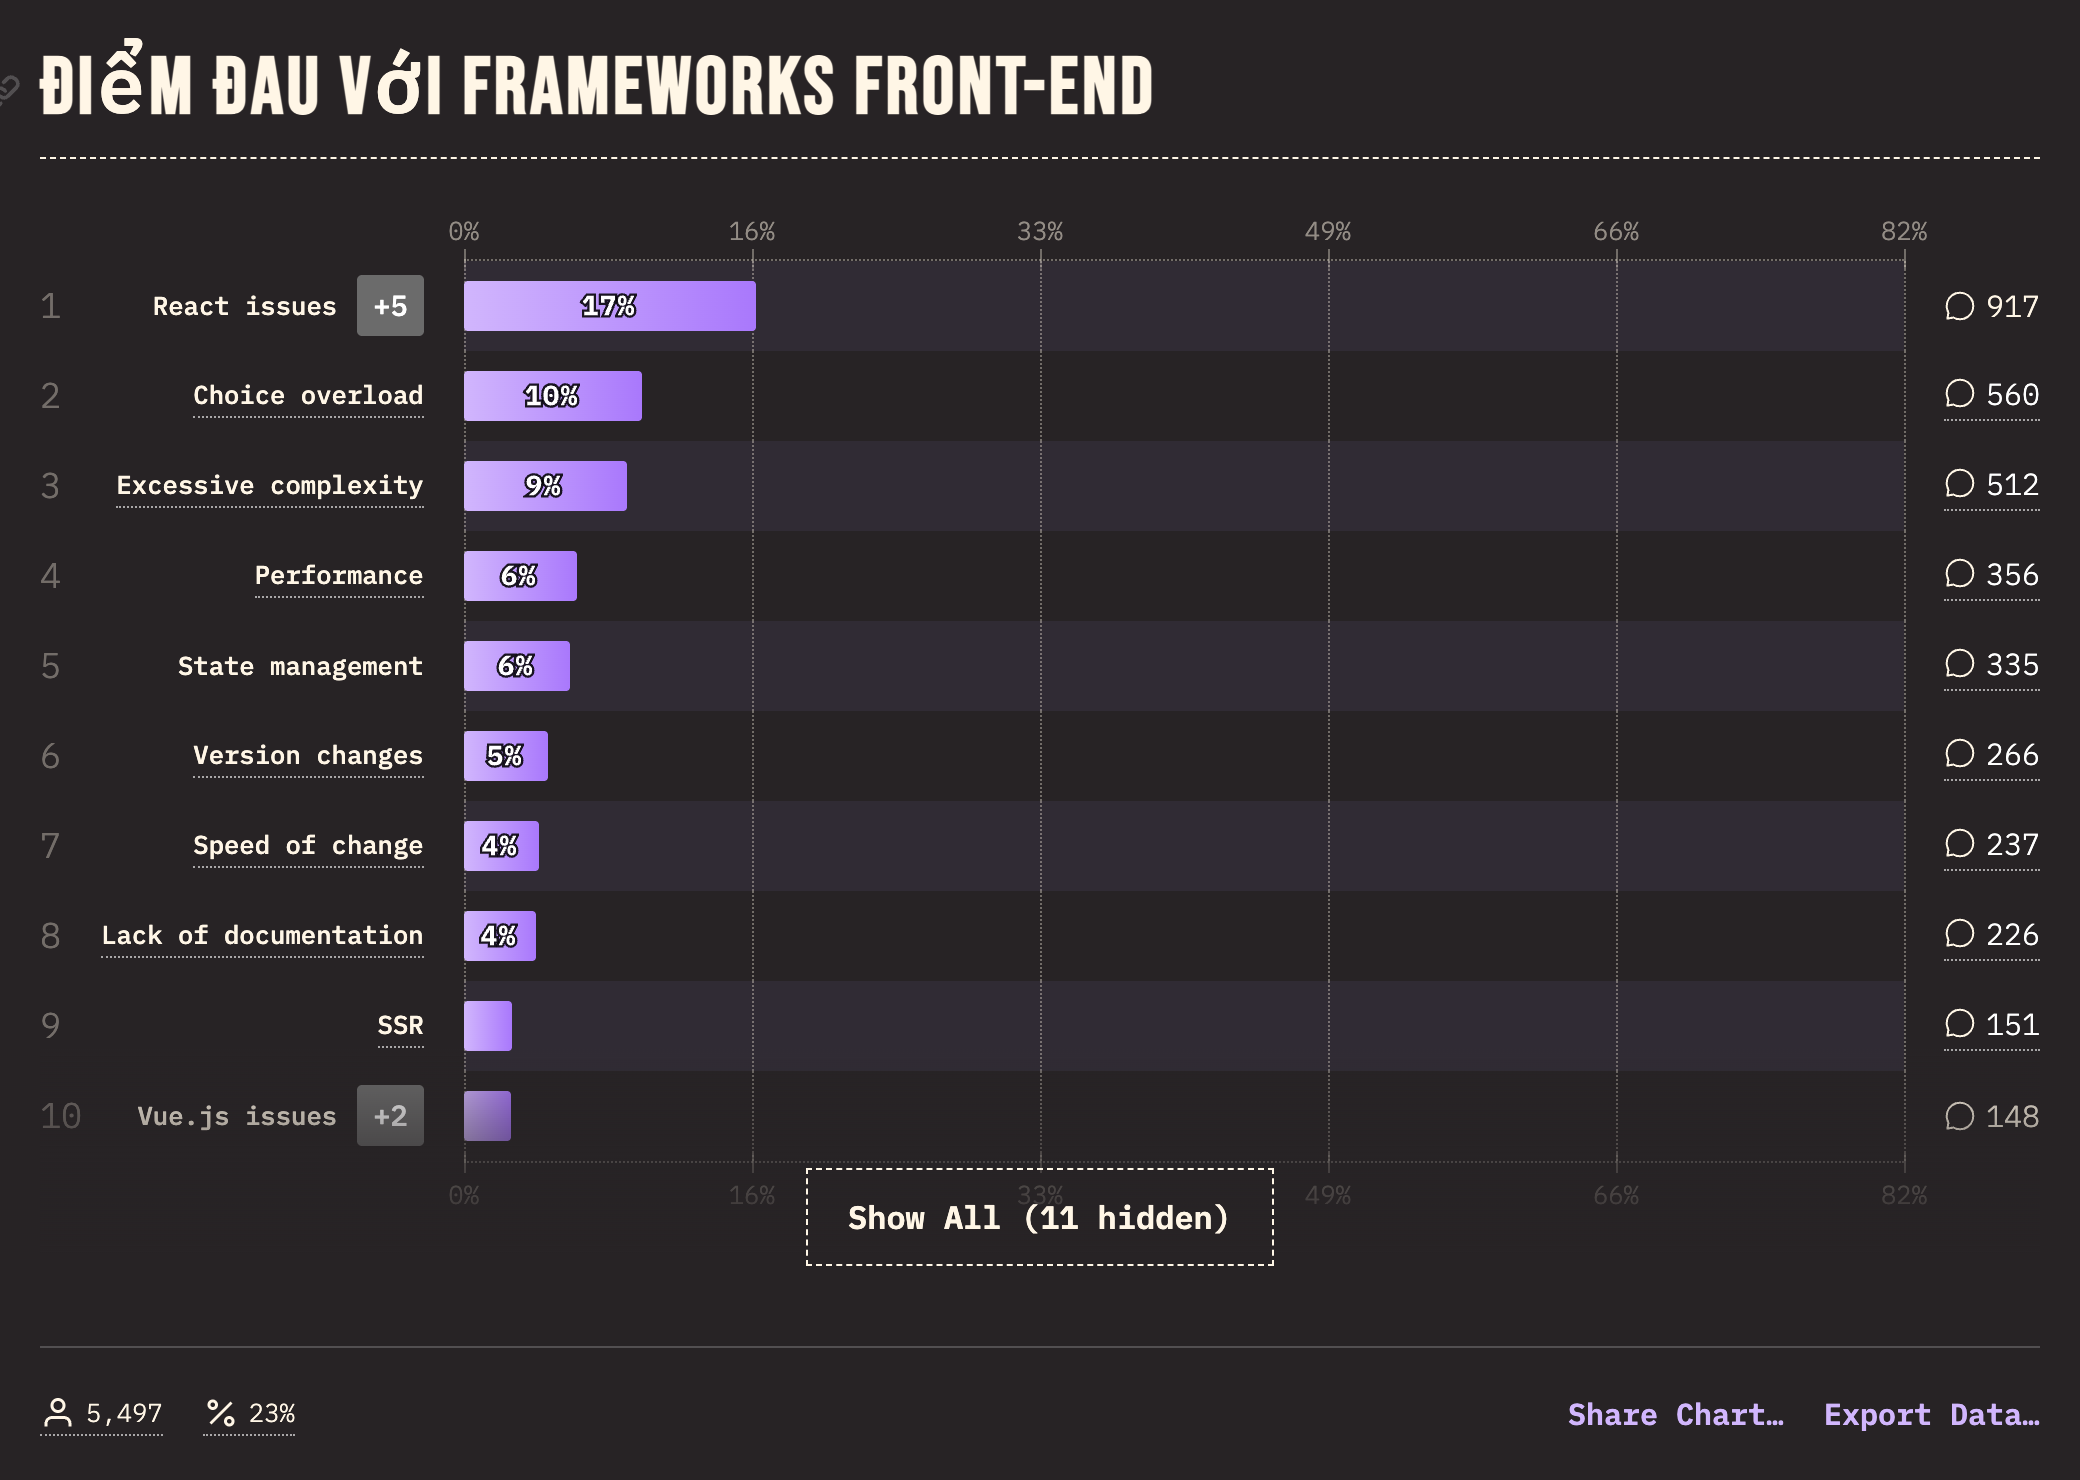 ĐIỂM ĐAU VỚI FRAMEWORKS FRONT-END
0% 16% 33% 49% 66% 82%
1 React issues +5 17% 917
2 Choice overload 10% 560
3 Excessive complexity 9% 512
4 Performance 6% 356
5 State management 6% 335
6 Version changes 5% 266
7 Speed of change 4% 237
8 Lack of documentation 4% 226
9 SSR 151
10 Vue.js issues +2 148
0% 16% 33% 49% 66% 82%
Show All (11 hidden)
5,497 23% Share Chart… Export Data…